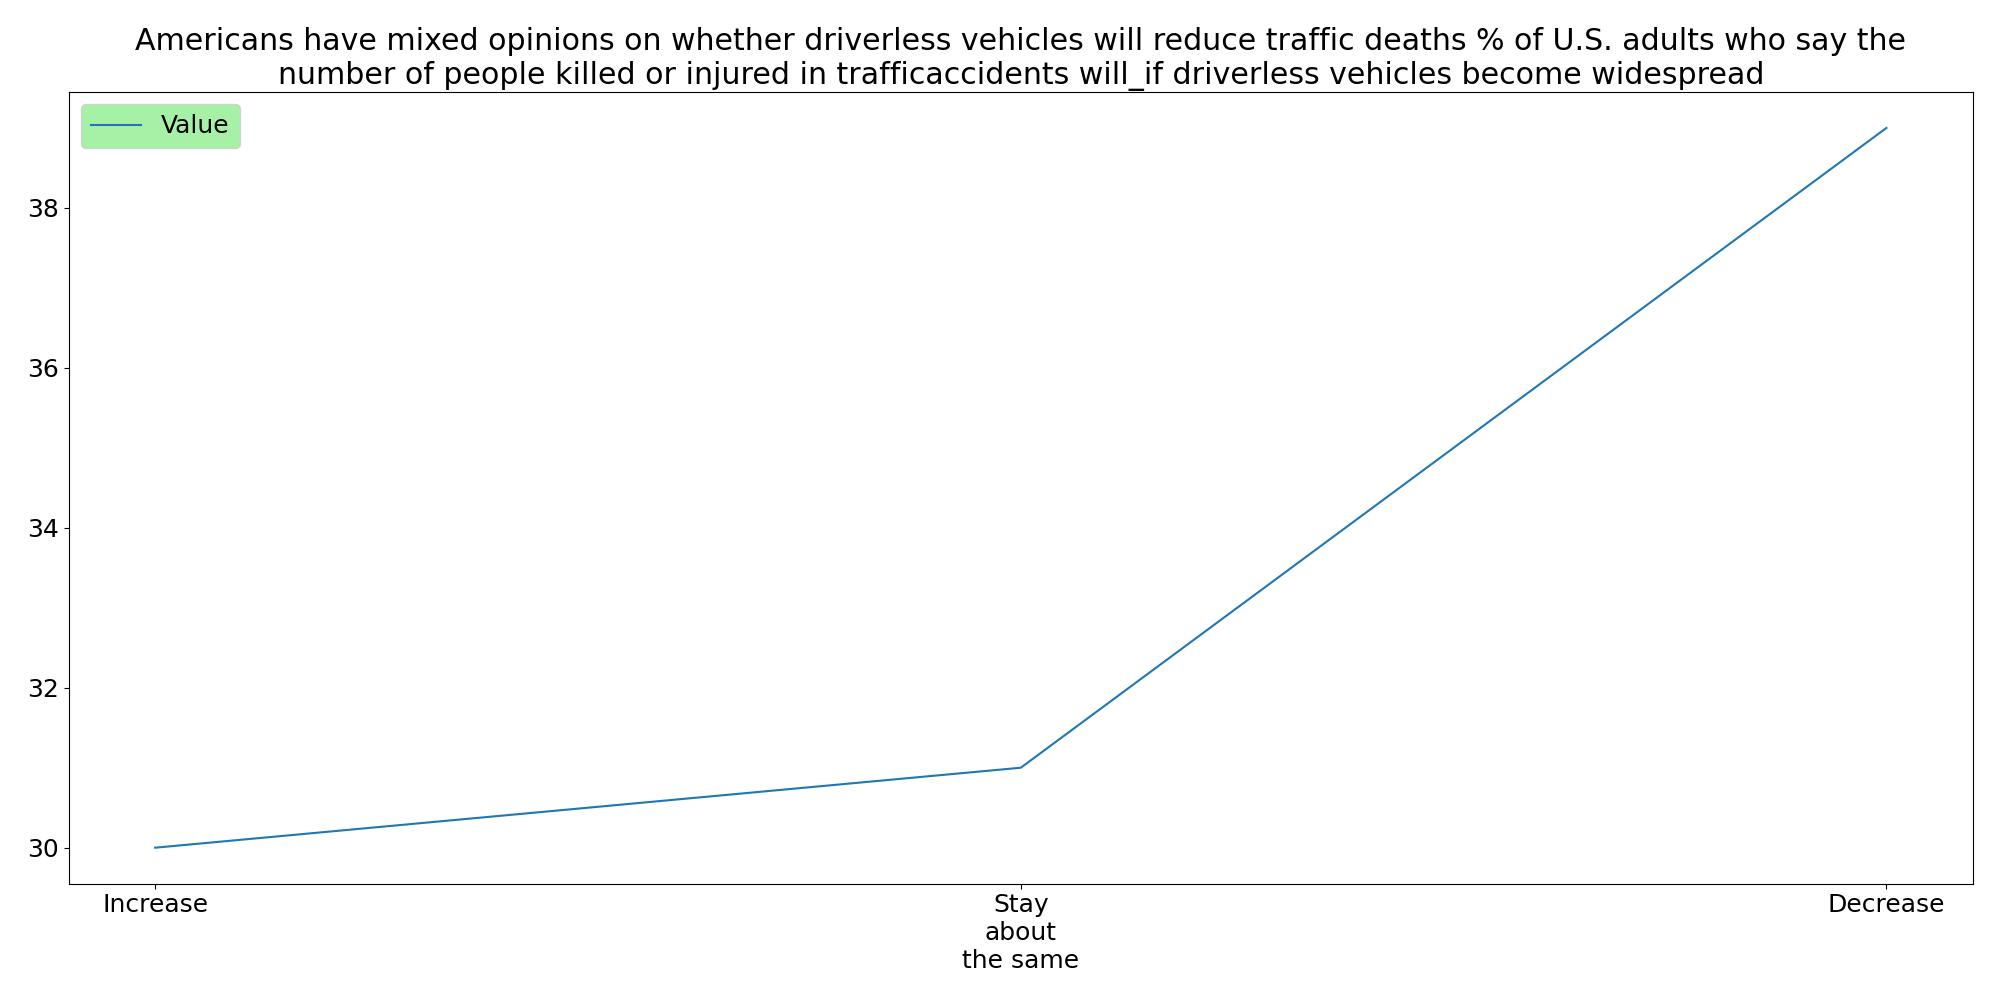 Americans have mixed opinions on whether driverless vehicles will reduce traffic deaths % of U.S. adults who say the
number of people killed or injured in trafficaccidents will_if driverless vehicles become widespread
Value
38
36
34
32
30
Increase
Stay
about
the same
Decrease